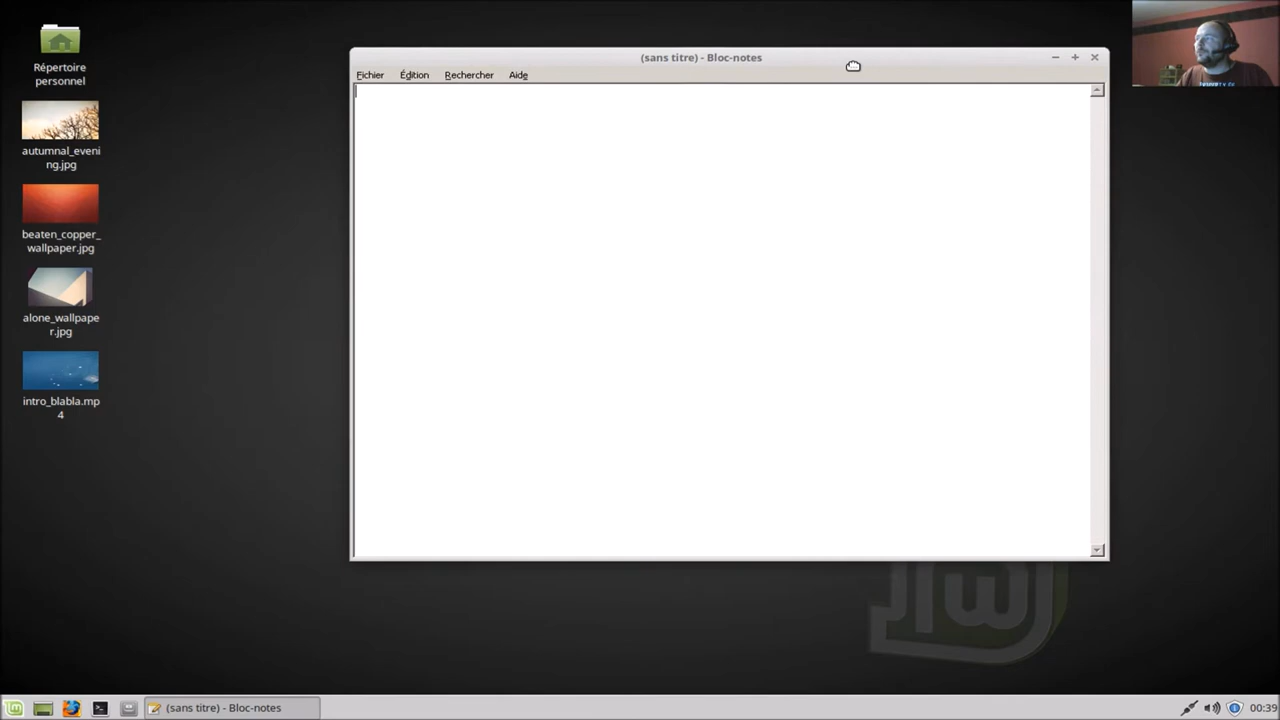 Répertoire
personnel
autumnal_eveni
ng.jpg
beaten_copper_
wallpaper.jpg
alone_wallpape
r.jpg
intro_blabla.mp
4
(sans titre) - Bloc-notes
Fichier Édition Rechercher Aide
(sans titre) - Bloc-notes
00:39